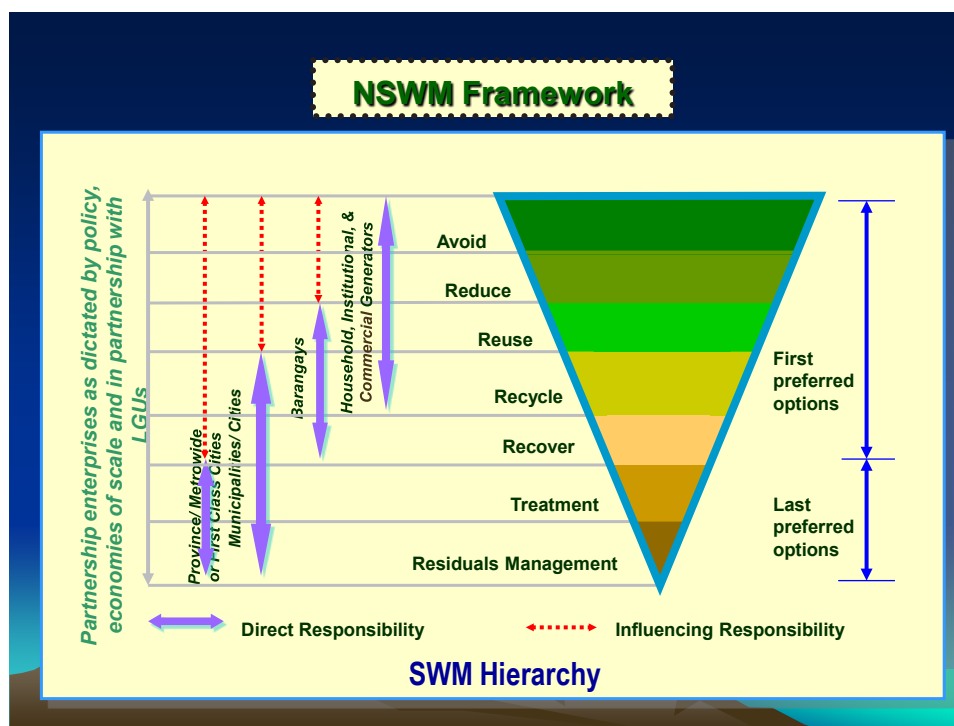 NSWM Framework
Partnership enterprises as dictated by policy,
economies of scale and in partnership with
LGUs
Province/ Metrowide
or First Class Cities
Municipalities/ Cities
Barangays
Household, Institutional, &
Commercial Generators
Avoid
Reduce
Reuse
Recycle
Recover
Treatment
Residuals Management
First
preferred
options
Last
preferred
options
Direct Responsibility
Influencing Responsibility
SWM Hierarchy